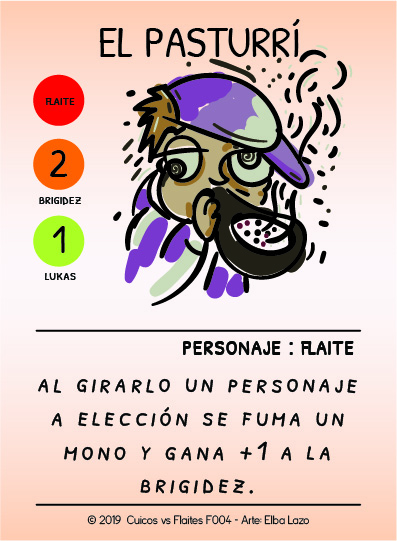 EL PASTURRÍ
FLAITE
2
BRIGIDEZ
1
LUKAS
PERSONAJE : FLAITE
AL GIRARLO UN PERSONAJE
A ELECCIÓN SE FUMA UN
MONO Y GANA +1 A LA
BRIGIDEZ.
© 2019 Cuicos vs Flaites F004 - Arte: Elba Lazo